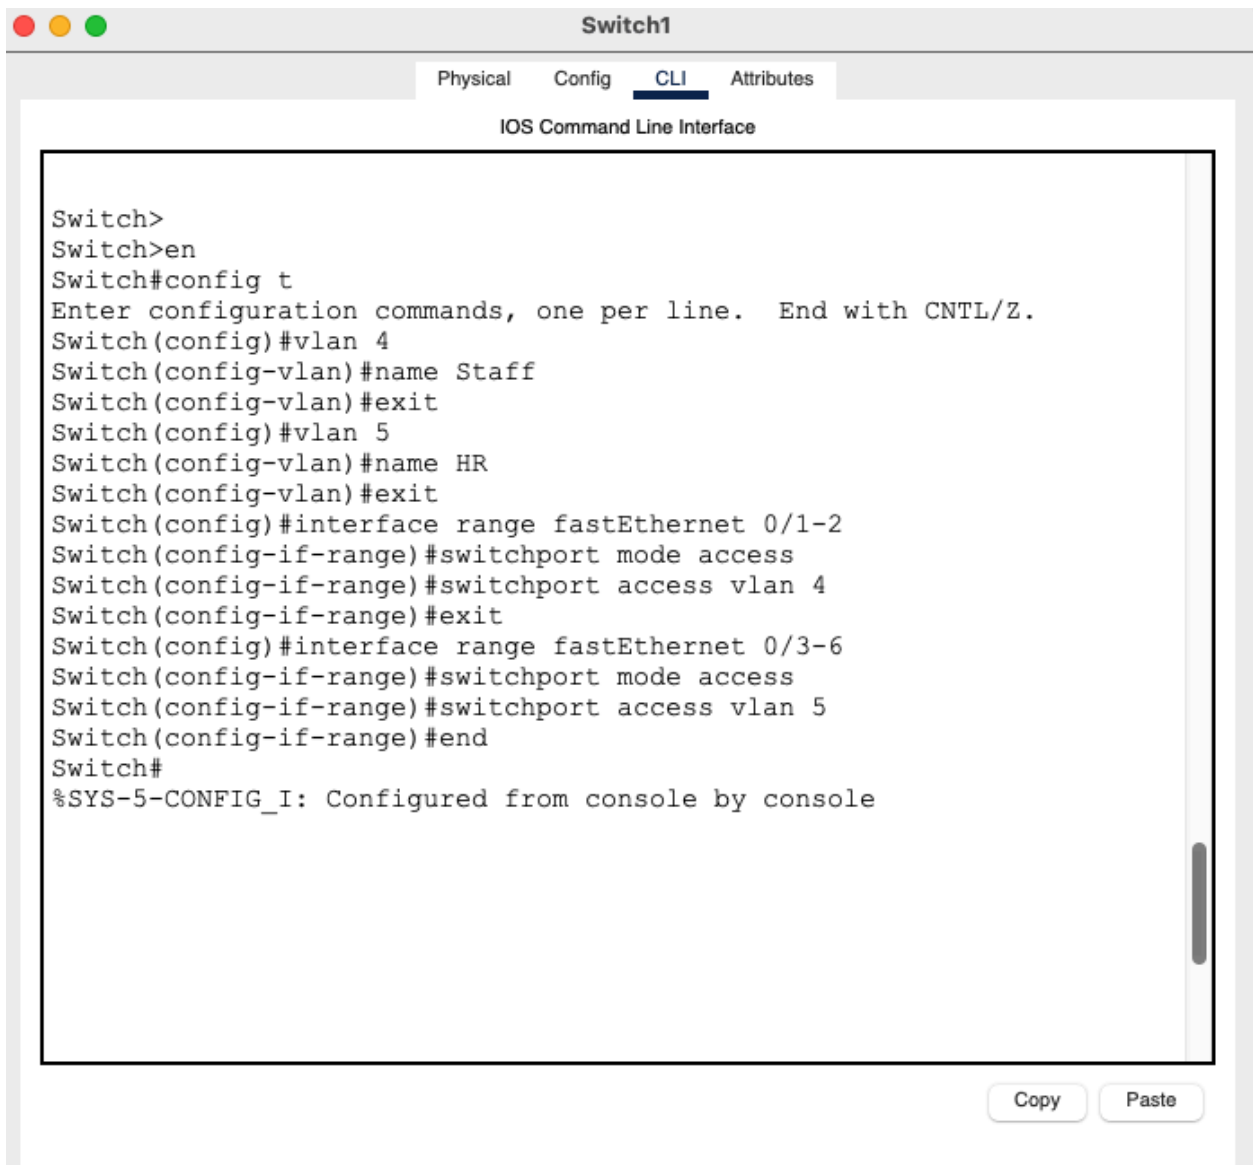 Switch1
Physical Config CLI Attributes
IOS Command Line Interface
Switch>
Switch>en
Switch#config t
Enter configuration commands, one per line.  End with CNTL/Z.
Switch(config)#vlan 4
Switch(config-vlan)#name Staff
Switch(config-vlan)#exit
Switch(config)#vlan 5
Switch(config-vlan)#name HR
Switch(config-vlan)#exit
Switch(config)#interface range fastEthernet 0/1-2
Switch(config-if-range)#switchport mode access
Switch(config-if-range)#switchport access vlan 4
Switch(config-if-range)#exit
Switch(config)#interface range fastEthernet 0/3-6
Switch(config-if-range)#switchport mode access
Switch(config-if-range)#switchport access vlan 5
Switch(config-if-range)#end
Switch#
%SYS-5-CONFIG_I: Configured from console by console
Copy Paste